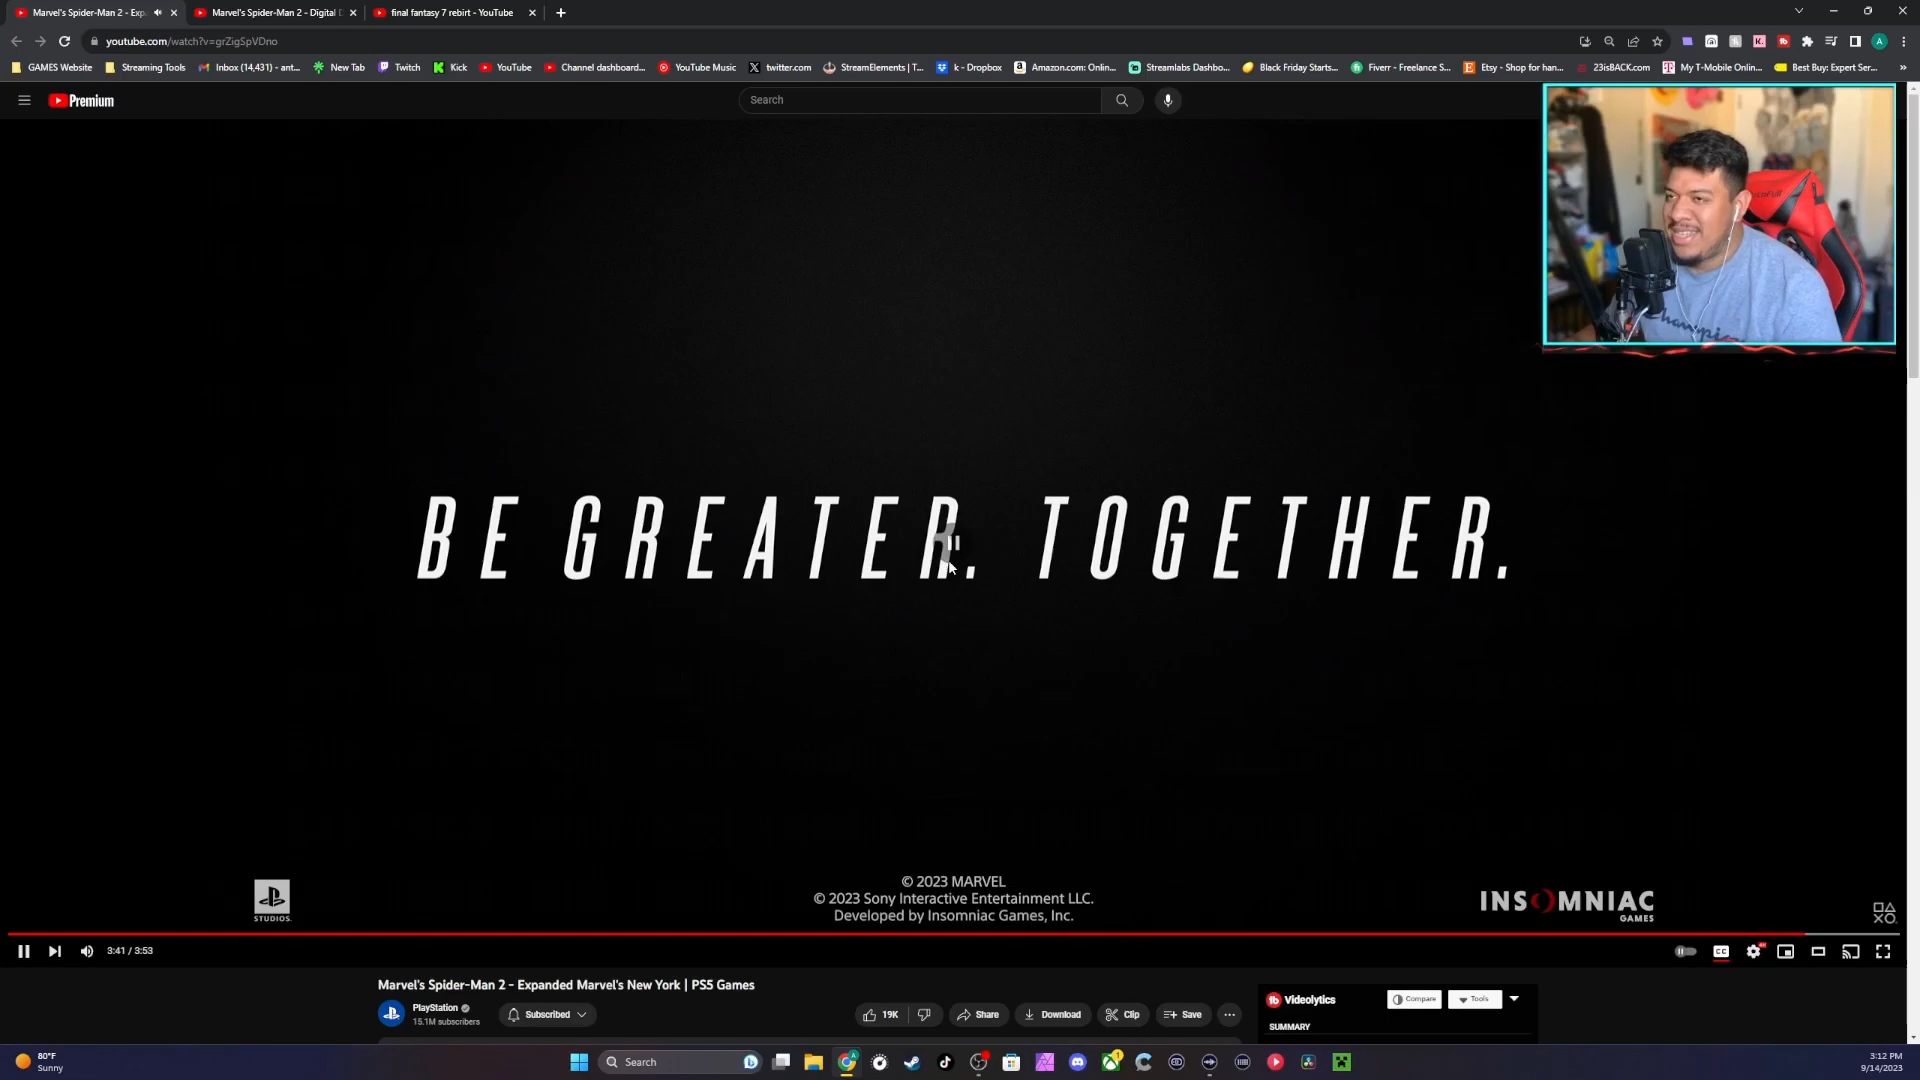 Marvel's Spider-Man 2 - Exp
Marvel's Spider-Man 2 - Digital D
final fantasy 7 rebirt - YouTube
youtube.com/watch?v=grZigSpVDno
GAMES Website
Streaming Tools
Inbox (14,431) - ant...
New Tab
Twitch
Kick
YouTube
Channel dashboard...
YouTube Music
twitter.com
StreamElements | T...
k - Dropbox
Amazon.com: Onlin...
Streamlabs Dashbo...
Black Friday Starts...
Fiverr - Freelance S...
Etsy - Shop for han...
23isBACK.com
My T-Mobile Onlin...
Best Buy: Expert Ser...
Premium
Search
Champion
BE GREATER. TOGETHER.
STUDIOS
© 2023 MARVEL
© 2023 Sony Interactive Entertainment LLC.
Developed by Insomniac Games, Inc.
INSOMNIAC
GAMES
3:41 / 3:53
CC
Marvel's Spider-Man 2 - Expanded Marvel's New York | PS5 Games
PlayStation
15.1M subscribers
Subscribed
19K
Share
Download
Clip
Save
Videolytics
Compare
Tools
SUMMARY
80°F
Sunny
Search
3:12 PM
9/14/2023